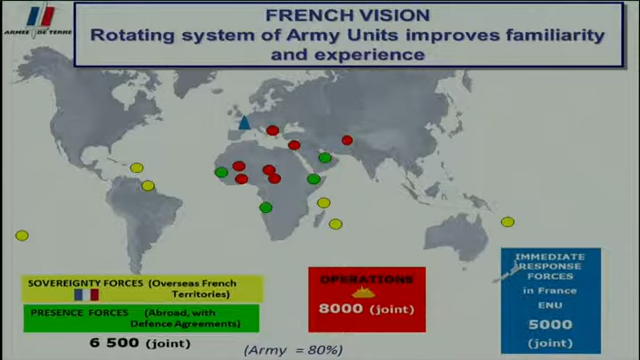 ARMÉE DE TERRE
FRENCH VISION
Rotating system of Army Units improves familiarity
and experience
SOVEREIGNTY FORCES (Overseas French
Territories)
PRESENCE FORCES (Abroad, with
Defence Agreements)
6 500 (joint)
(Army = 80%)
OPERATIONS
8000 (joint)
IMMEDIATE
RESPONSE
FORCES
in France
ENU
5000
(joint)